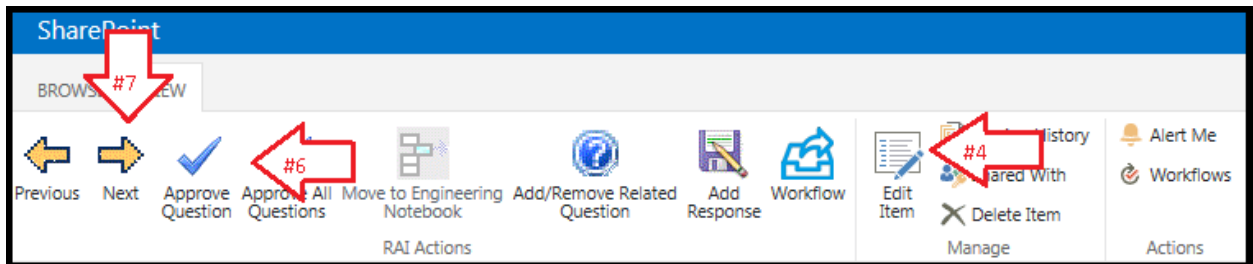 SharePoint
BROWSE VIEW
#7
#6
#4
Previous
Next
Approve
Question
Approve All
Questions
Move to Engineering
Notebook
Add/Remove Related
Question
Add
Response
Workflow
Edit
Item
History
Shared With
Delete Item
Alert Me
Workflows
RAI Actions
Manage
Actions